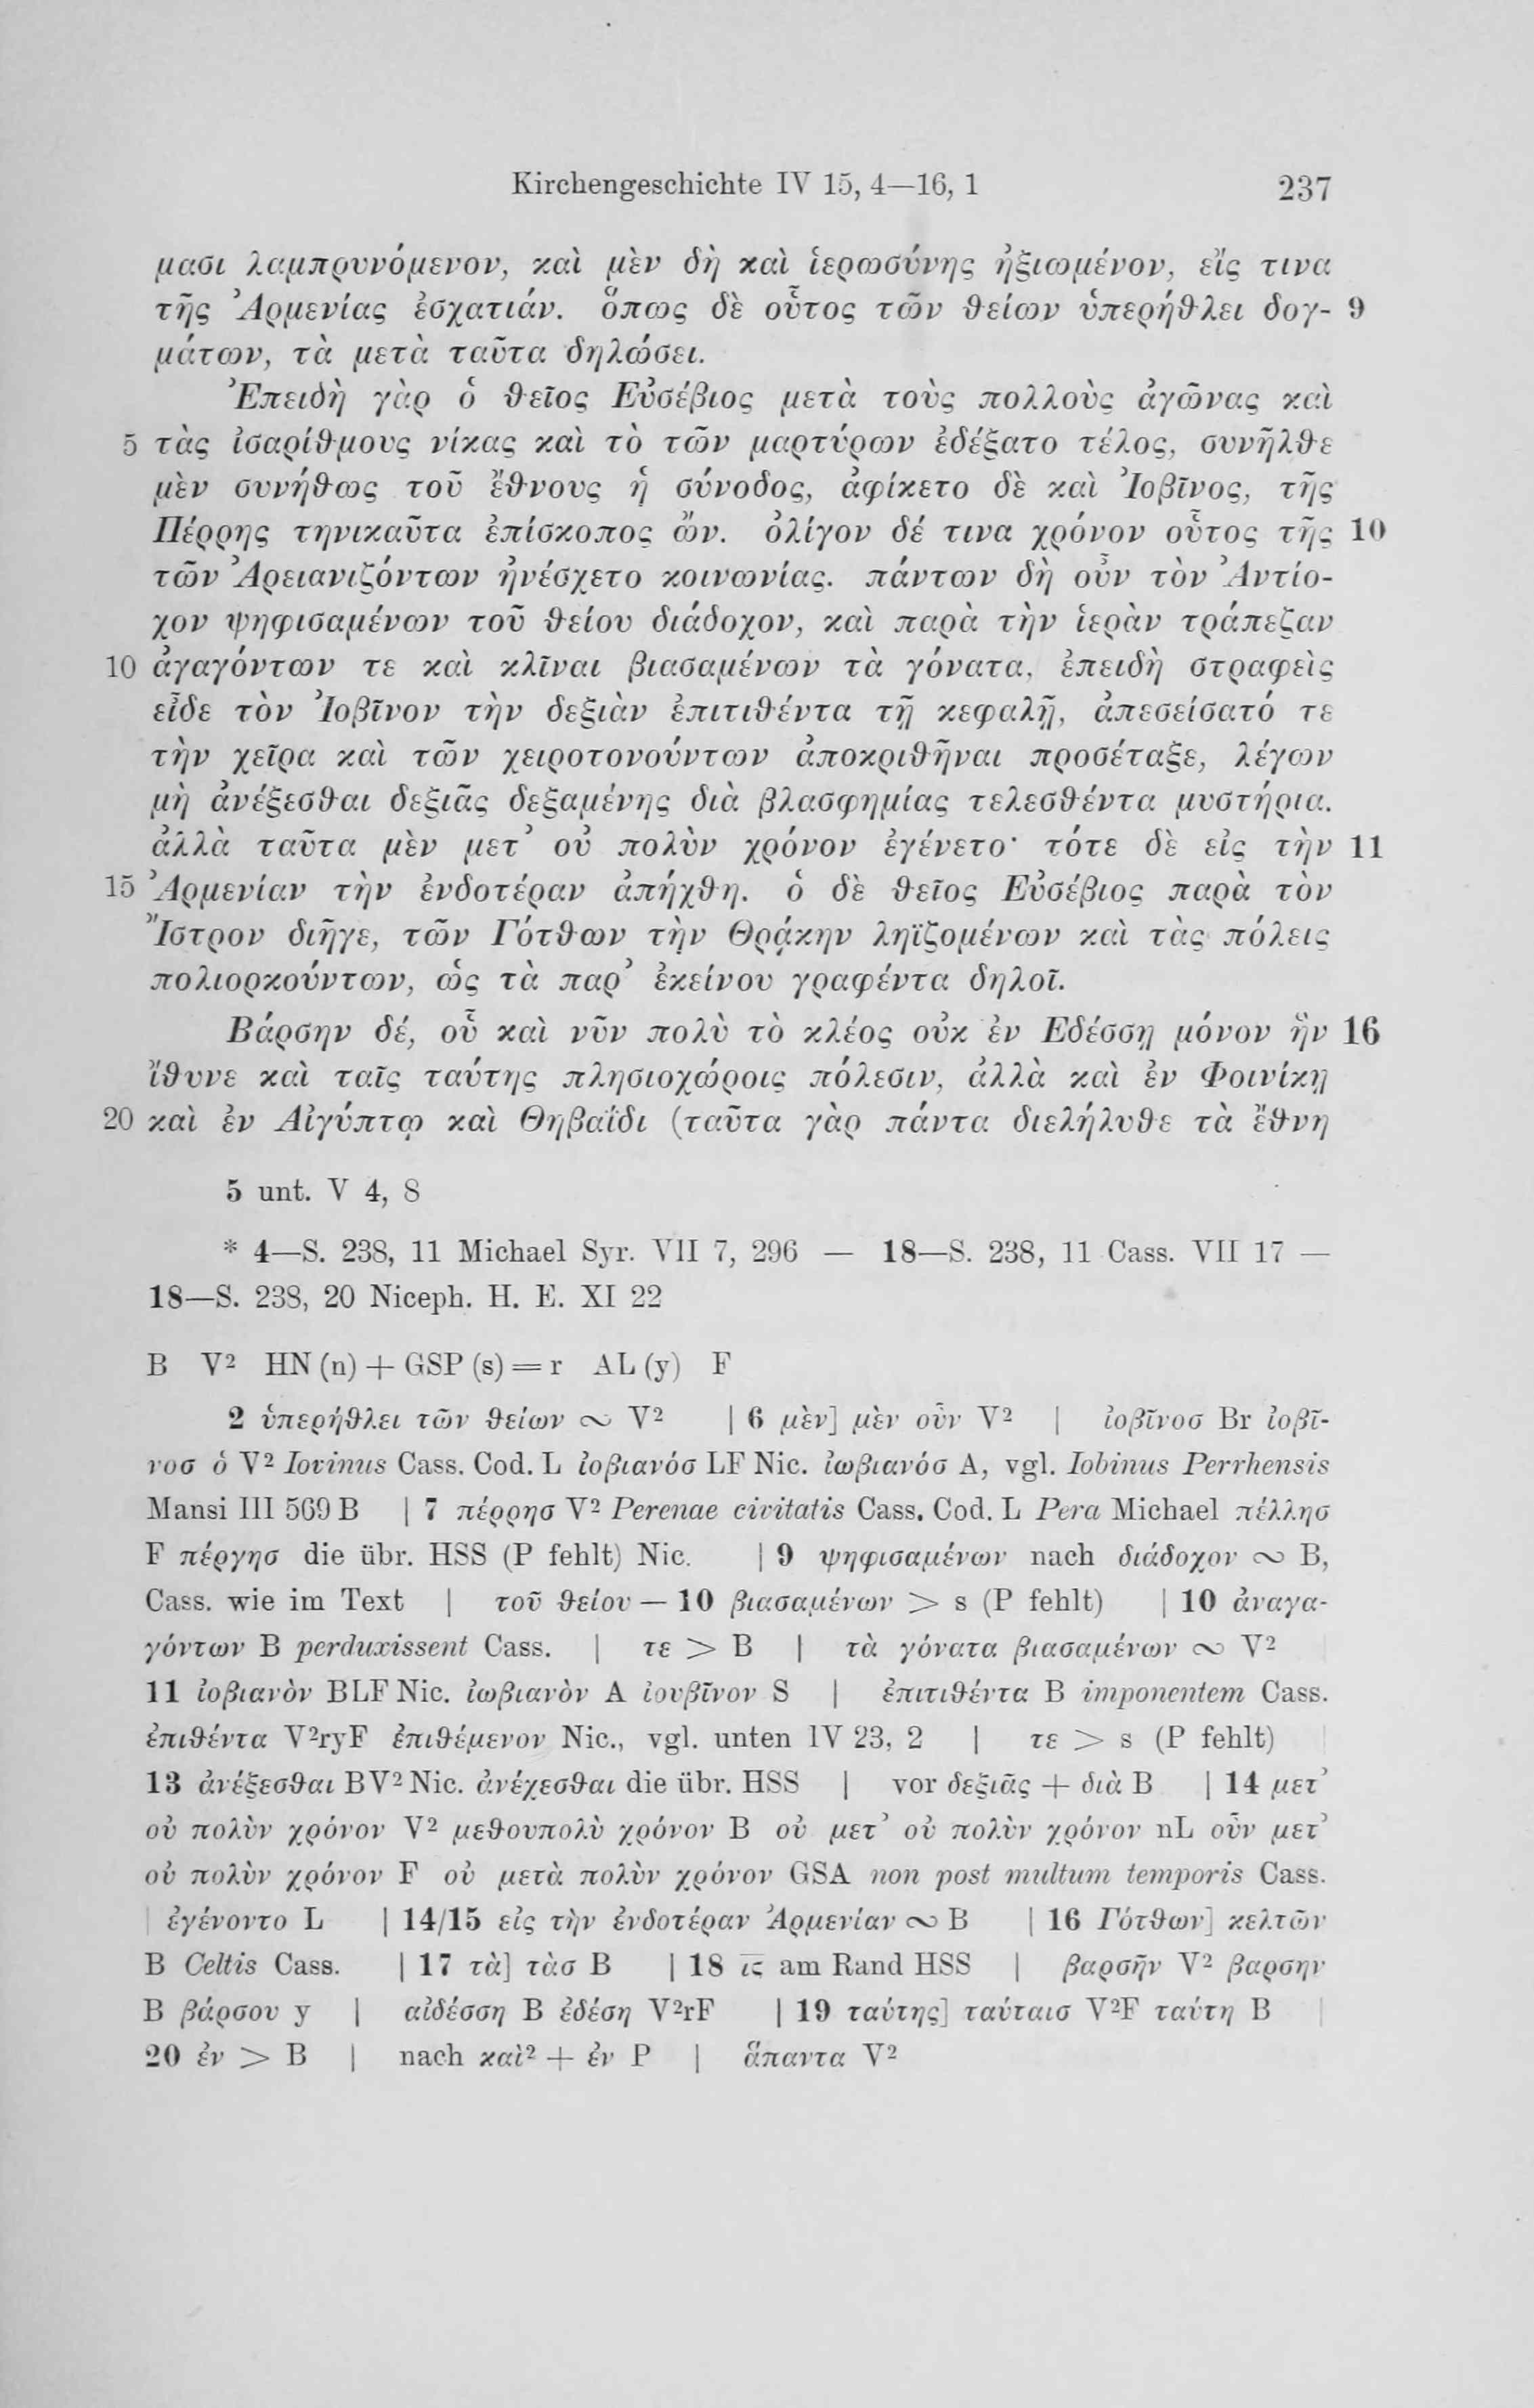 Kirchengeschichte IV 15, 4—16, 1 237
μασι λαμπρυνόμενον, καὶ μὲν δὴ καὶ ἱερωσύνης ἠξιωμένον, εἴς τινα
τῆς Ἀρμενίας ἐσχατιάν. ὅπως δὲ οὗτος τῶν θείων ὑπερήθλει δογ- 9
μάτων, τὰ μετὰ ταῦτα δηλώσει.
Ἐπειδὴ γὰρ ὁ θεῖος Εὐσέβιος μετὰ τοὺς πολλοὺς ἀγῶνας καὶ
5 τὰς ἰσαρίθμους νίκας καὶ τὸ τῶν μαρτύρων ἐδέξατο τέλος, συνῆλθε
μὲν συνήθως τοῦ ἔθνους ἡ σύνοδος, ἀφίκετο δὲ καὶ Ἰοβῖνος, τῆς
Πέρρης τηνικαῦτα ἐπίσκοπος ὤν. ὀλίγον δέ τινα χρόνον οὗτος τῆς 10
τῶν Ἀρειανιζόντων ἠνέσχετο κοινωνίας. πάντων δὴ οὖν τὸν Ἀντίο-
χον ψηφισαμένων τοῦ θείου διάδοχον, καὶ παρὰ τὴν ἱερὰν τράπεζαν
10 ἀγαγόντων τε καὶ κλῖναι βιασαμένων τὰ γόνατα, ἐπειδὴ στραφεὶς
εἶδε τὸν Ἰοβῖνον τὴν δεξιὰν ἐπιτιθέντα τῇ κεφαλῇ, ἀπεσείσατό τε
τὴν χεῖρα καὶ τῶν χειροτονούντων ἀποκριθῆναι προσέταξε, λέγων
μὴ ἀνέξεσθαι δεξιᾶς δεξαμένης διὰ βλασφημίας τελεσθέντα μυστήρια.
ἀλλὰ ταῦτα μὲν μετ’ οὐ πολὺν χρόνον ἐγένετο· τότε δὲ εἰς τὴν 11
15 Ἀρμενίαν τὴν ἐνδοτέραν ἀπήχθη. ὁ δὲ θεῖος Εὐσέβιος παρὰ τὸν
Ἴστρον διῆγε, τῶν Γότθων τὴν Θρᾴκην ληϊζομένων καὶ τὰς πόλεις
πολιορκούντων, ὡς τὰ παρ’ ἐκείνου γραφέντα δηλοῖ.
Βάρσην δέ, οὗ καὶ νῦν πολὺ τὸ κλέος οὐκ ἐν Ἐδέσσῃ μόνον ἣν 16
ἴθυνε καὶ ταῖς ταύτης πλησιοχώροις πόλεσιν, ἀλλὰ καὶ ἐν Φοινίκῃ
20 καὶ ἐν Αἰγύπτῳ καὶ Θηβαΐδι (ταῦτα γὰρ πάντα διελήλυθε τὰ ἔθνη
5 unt. V 4, 8
* 4—S. 238, 11 Michael Syr. VII 7, 296 — 18—S. 238, 11 Cass. VII 17 —
18—S. 238, 20 Niceph. H. E. XI 22
B V² HN (n) + GSP (s) = r AL (y) F
2 ὑπερήθλει τῶν θείων ∾ V² | 6 μὲν] μὲν οὖν V² | ἰοβῖνοσ Br ἰοβῖ-
νοσ ὁ V² Iovinus Cass. Cod. L ἰοβιανόσ LF Nic. ἰωβιανόσ A, vgl. Iobinus Perrhensis
Mansi III 569 B | 7 πέρρησ V² Perenae civitatis Cass. Cod. L Pera Michael πέλλησ
F πέργησ die übr. HSS (P fehlt) Nic. | 9 ψηφισαμένων nach διάδοχον ∾ B,
Cass. wie im Text | τοῦ θείου — 10 βιασαμένων > s (P fehlt) | 10 ἀναγα-
γόντων B perduxissent Cass. | τε > B | τὰ γόνατα βιασαμένων ∾ V²
11 ἰοβιανὸν BLF Nic. ἰωβιανὸν A ἰουβῖνον S | ἐπιτιθέντα B imponentem Cass.
ἐπιθέντα V²ryF ἐπιθέμενον Nic., vgl. unten IV 23, 2 | τε > s (P fehlt)
13 ἀνέξεσθαι BV² Nic. ἀνέχεσθαι die übr. HSS | vor δεξιᾶς + διὰ B | 14 μετ’
οὐ πολὺν χρόνον V² μεθουπολὺ χρόνον B οὐ μετ’ οὐ πολὺν χρόνον nL οὖν μετ’
οὐ πολὺν χρόνον F οὐ μετὰ πολὺν χρόνον GSA non post multum temporis Cass.
| ἐγένοντο L | 14/15 εἰς τὴν ἐνδοτέραν Ἀρμενίαν ∾ B | 16 Γότθων] κελτῶν
B Celtis Cass. | 17 τὰ] τὰσ B | 18 ις am Rand HSS | βαρσῆν V² βαρσην
B βάρσου y | αἰδέσση B ἐδέση V²rF | 19 ταύτης] ταύταισ V²F ταύτη B
20 ἐν > B | nach καὶ² + ἐν P | ἅπαντα V²